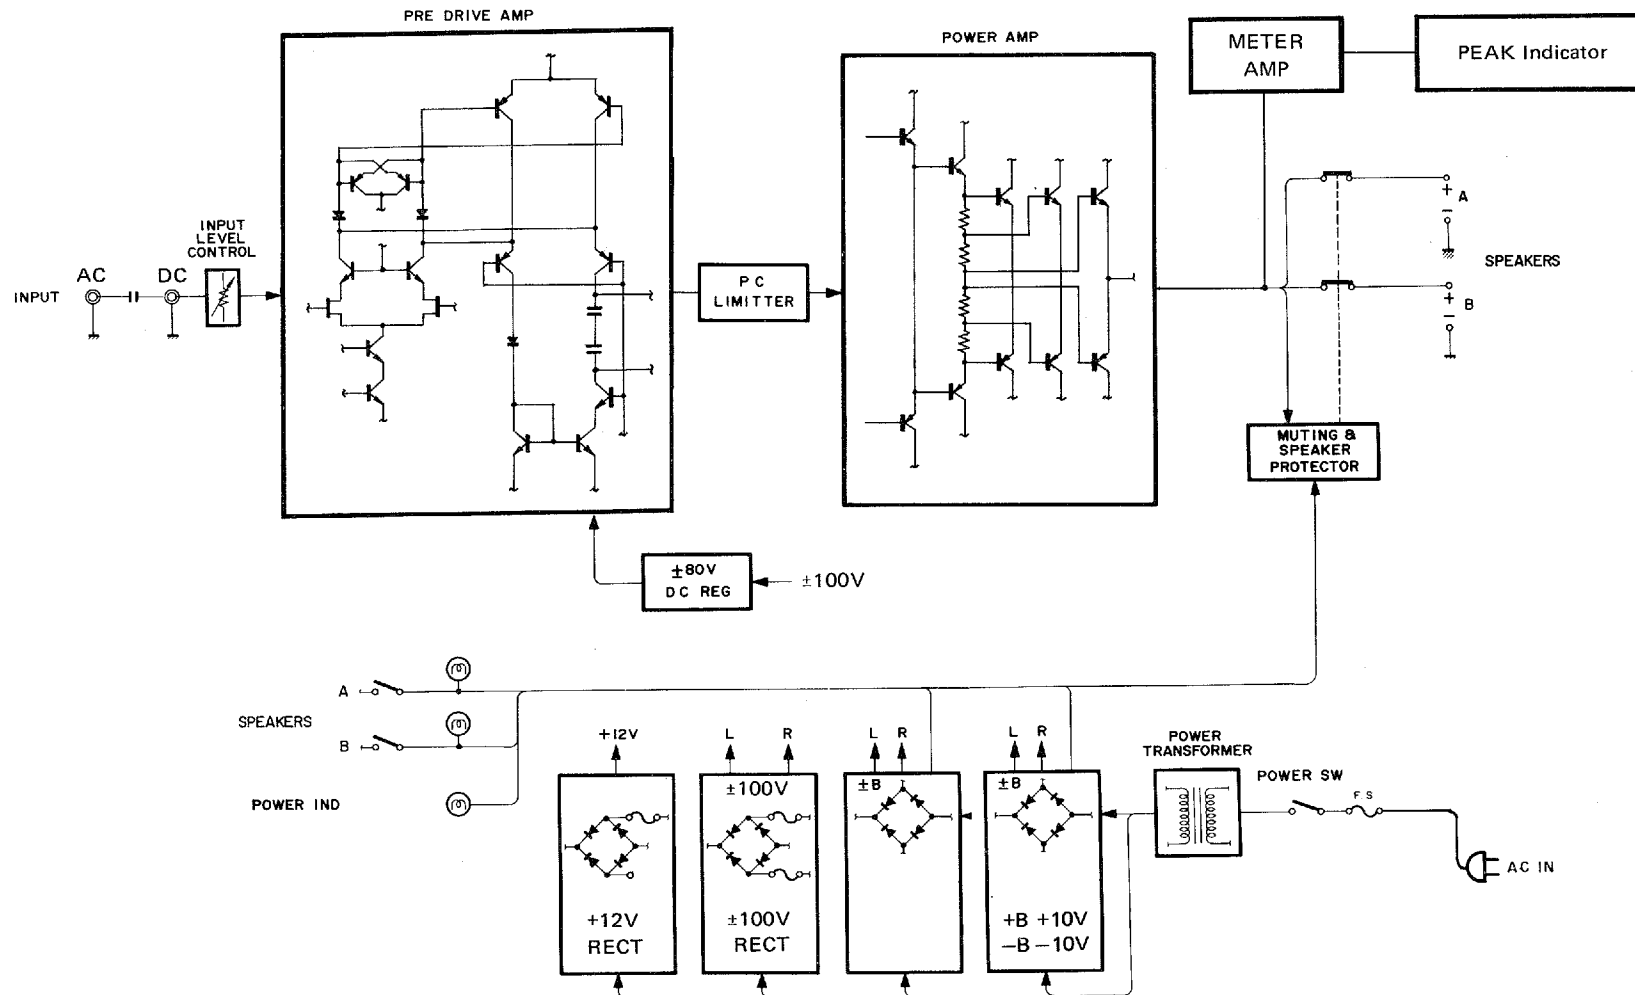 PRE DRIVE AMP
POWER AMP
METER
AMP
PEAK Indicator
INPUT
LEVEL
CONTROL
INPUT
AC
DC
PC
LIMITTER
+
A
−
SPEAKERS
+
B
−
MUTING &
SPEAKER
PROTECTOR
±80V
DC REG
±100V
A
SPEAKERS
B
POWER IND
+12V
L
R
L
R
L
R
±100V
±B
±B
POWER
TRANSFORMER
POWER SW
F.S
AC IN
+12V
RECT
±100V
RECT
+B +10V
−B −10V